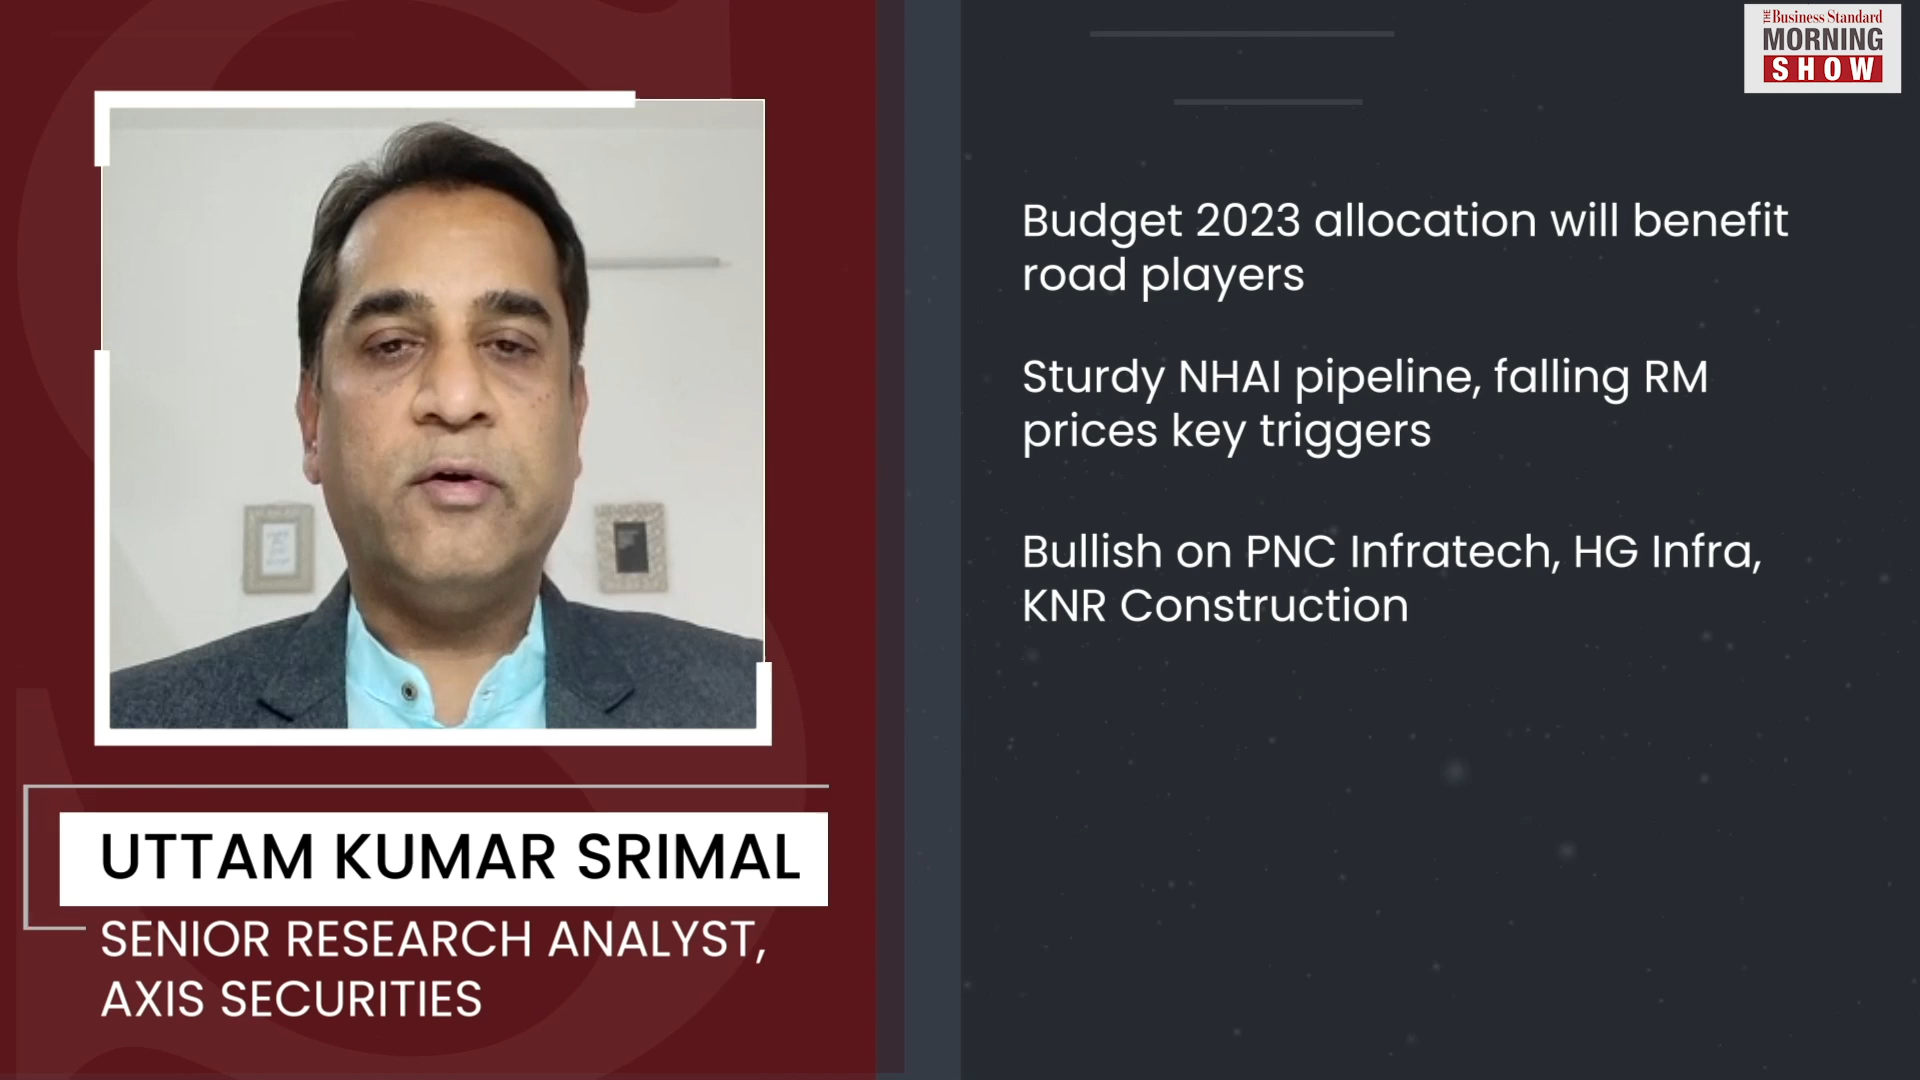 THE Business Standard
MORNING
SHOW
Budget 2023 allocation will benefit
road players
Sturdy NHAI pipeline, falling RM
prices key triggers
Bullish on PNC Infratech, HG Infra,
KNR Construction
UTTAM KUMAR SRIMAL
SENIOR RESEARCH ANALYST,
AXIS SECURITIES